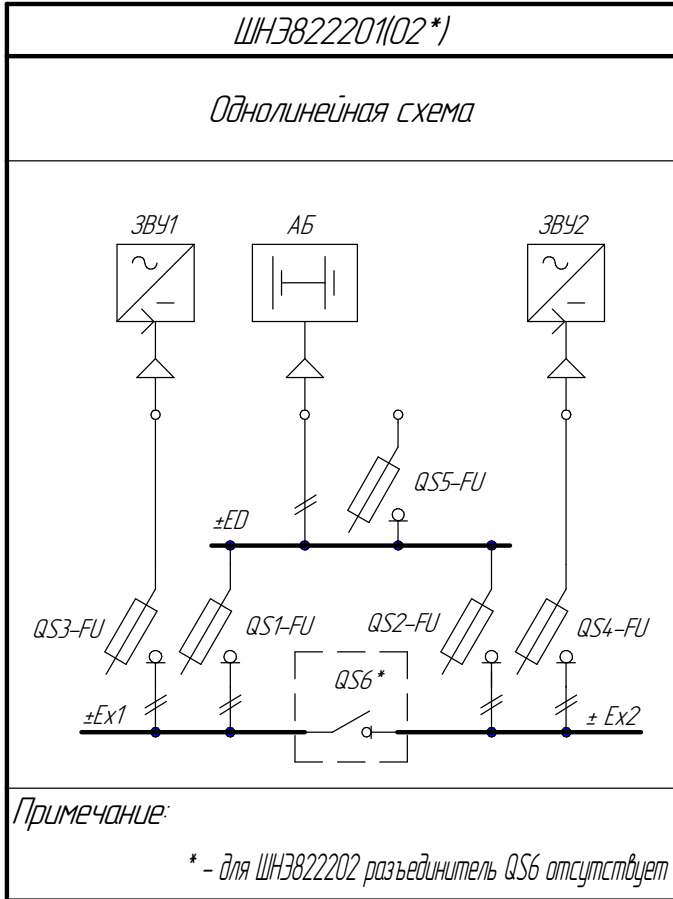 ШНЭ822201(02*)
Однолинейная схема
ЗВУ1
АБ
ЗВУ2
QS5-FU
±ED
QS3-FU
QS1-FU
QS2-FU
QS4-FU
QS6*
±Ex1
± Ex2
Примечание:
* - для ШНЭ822202 разъединитель QS6 отсутствует